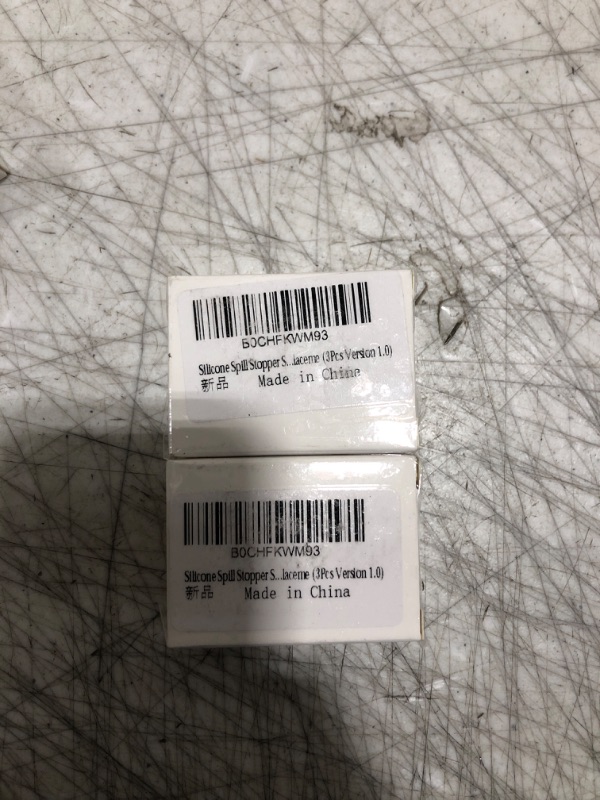 B0CHFKWM93
Silicone Spill Stopper S...laceme (3Pcs Version 1.0)
新品 Made in China
B0CHFKWM93
Silicone Spill Stopper S...laceme (3Pcs Version 1.0)
新品 Made in China